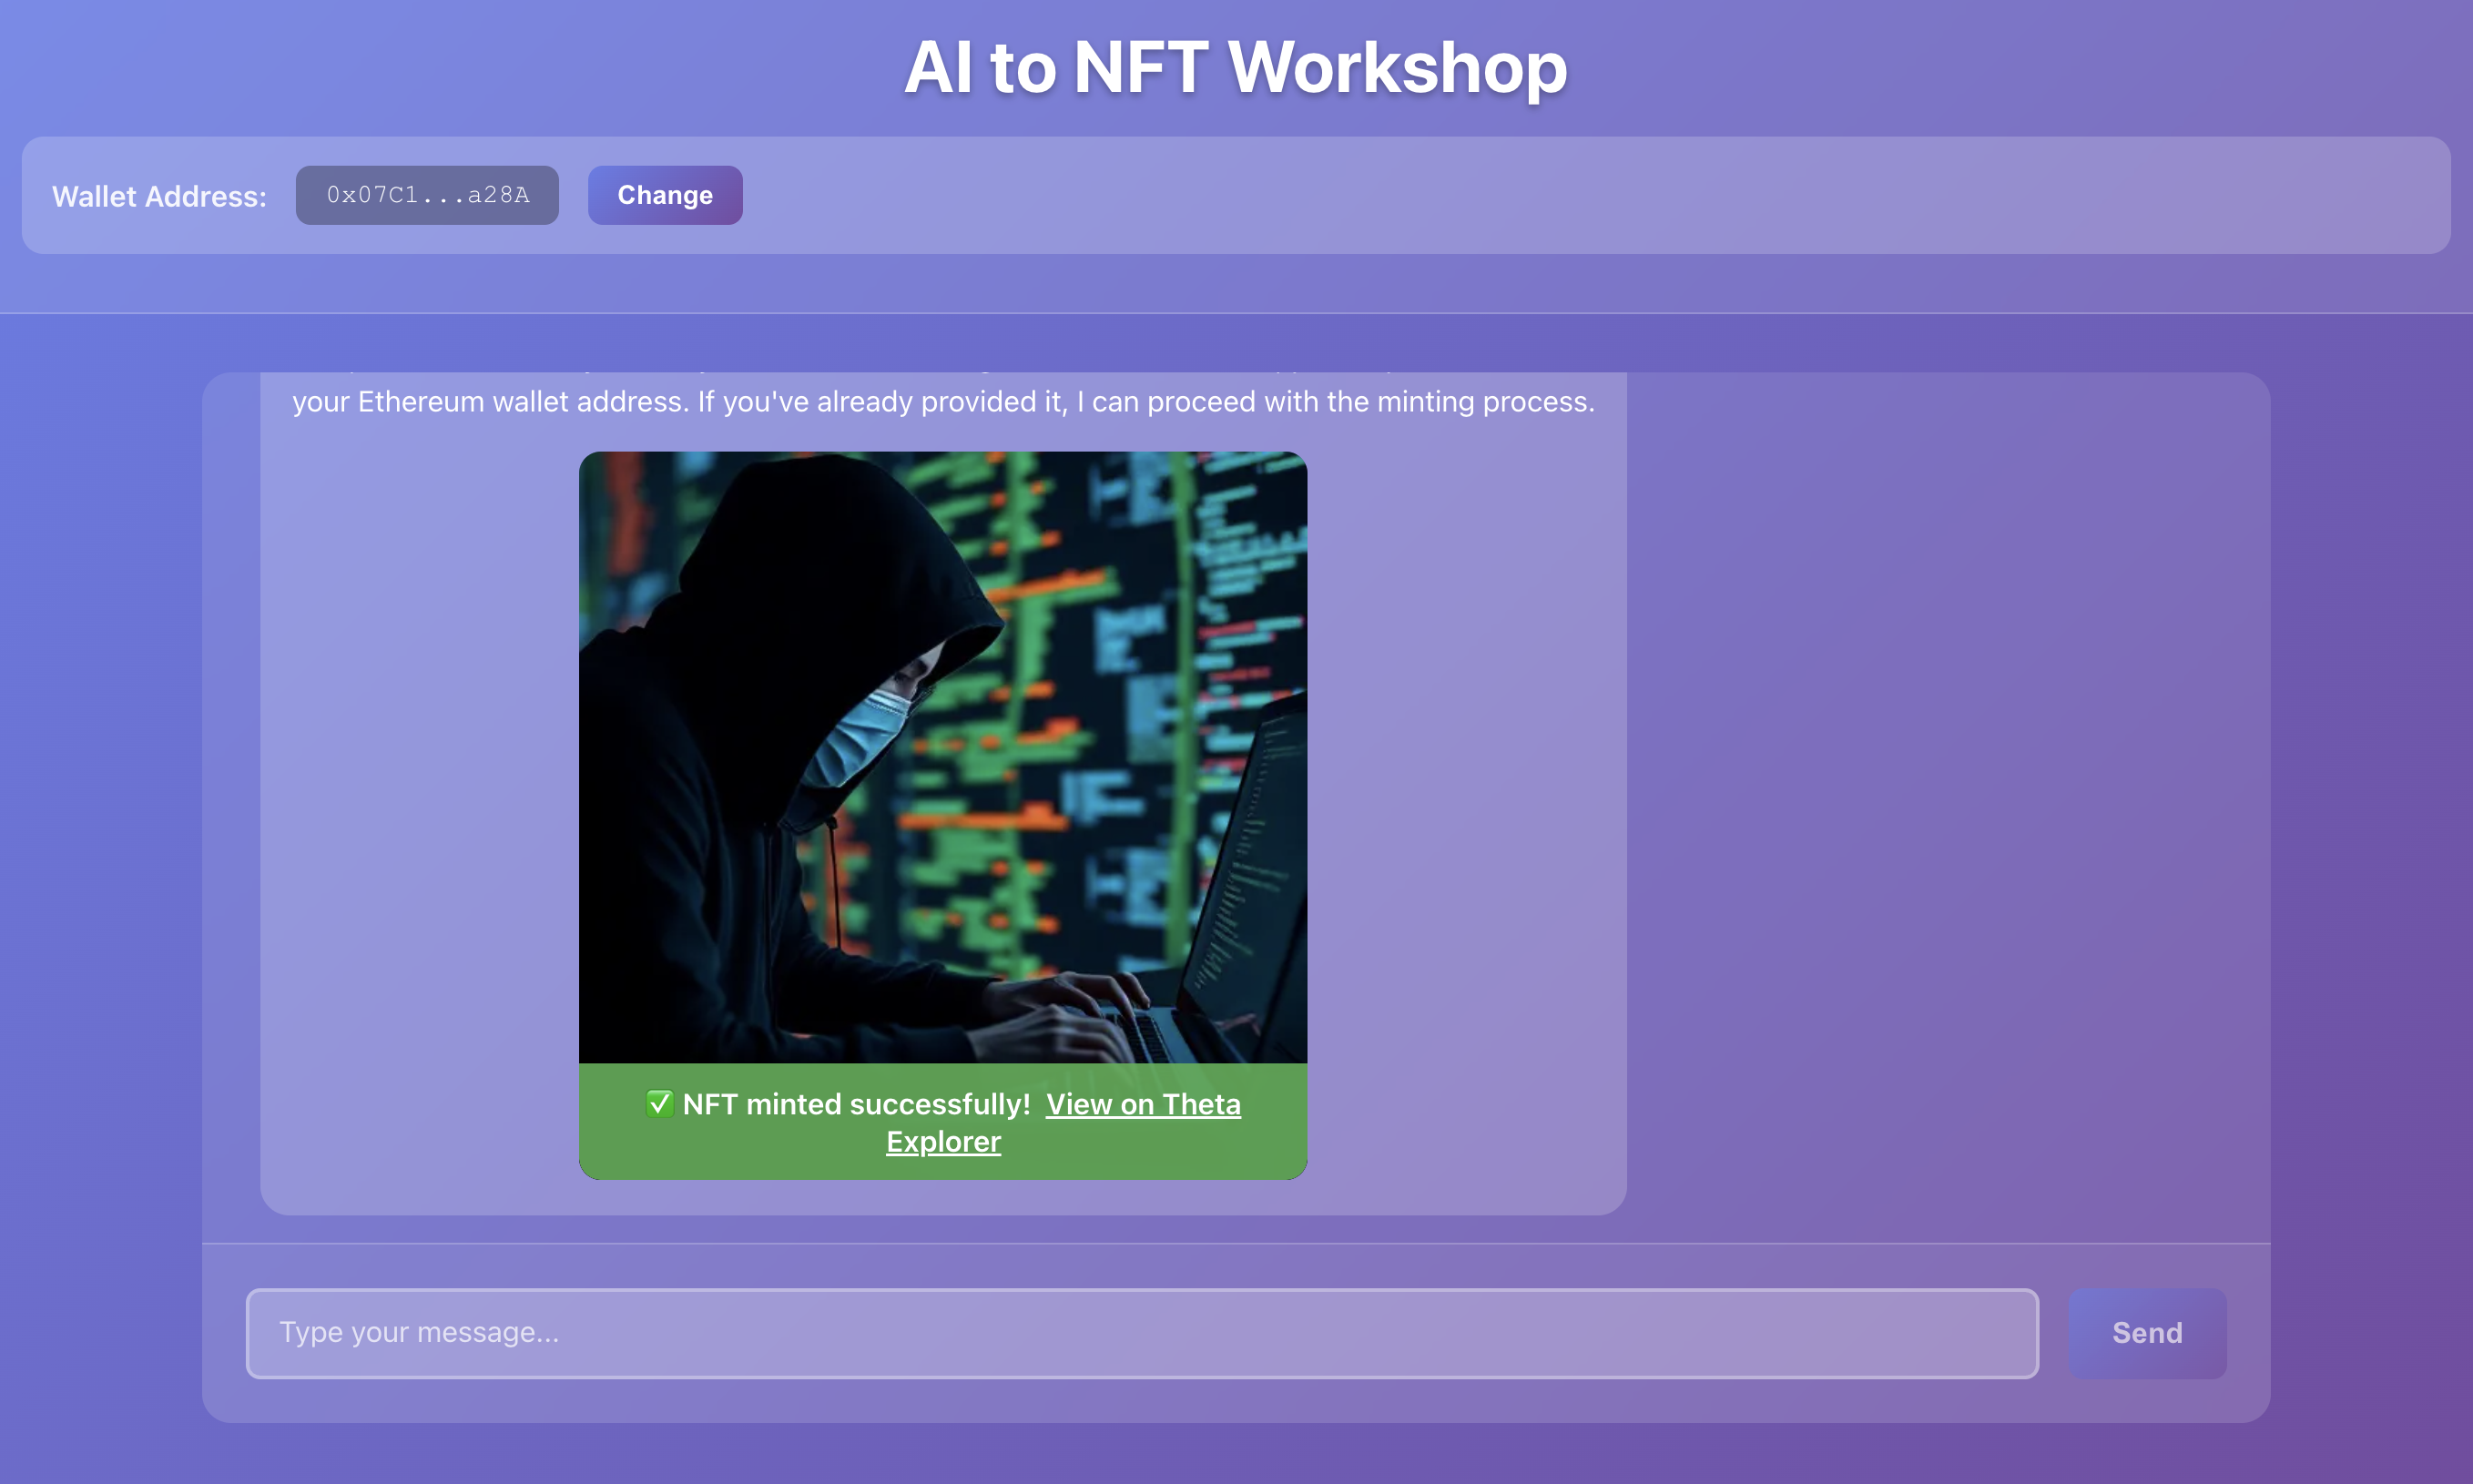 AI to NFT Workshop
Wallet Address:
0x07C1...a28A
Change
your Ethereum wallet address. If you've already provided it, I can proceed with the minting process.
✅ NFT minted successfully! View on Theta
Explorer
Type your message...
Send